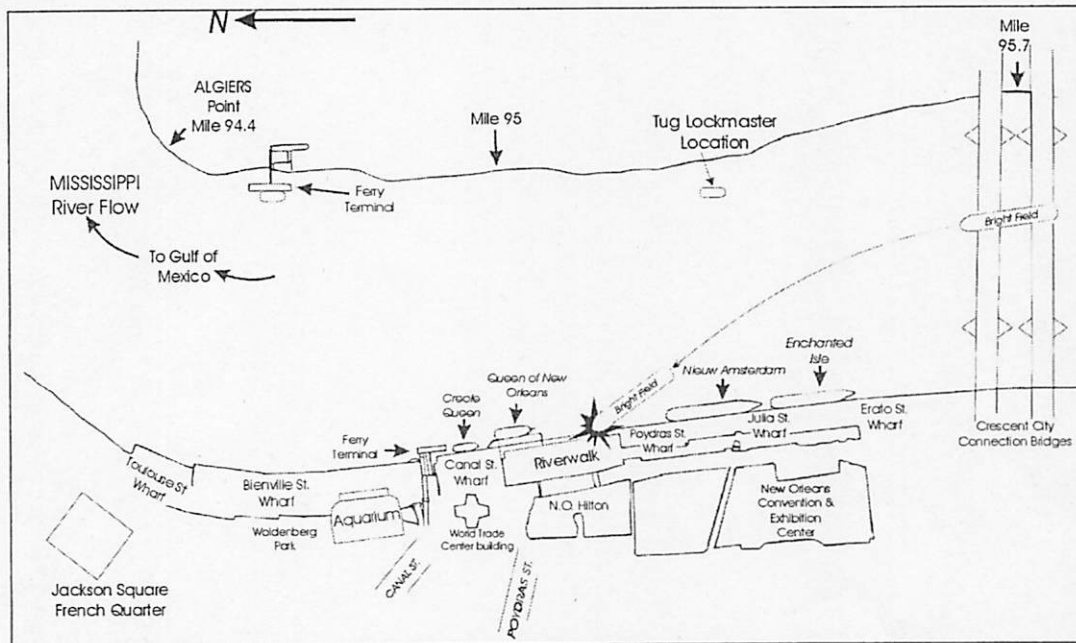 N
Mile
95.7
ALGIERS
Point
Mile 94.4
Mile 95
Tug Lockmaster
Location
MISSISSIPPI
River Flow
Ferry
Terminal
Bright Field
To Gulf of
Mexico
Enchanted
Isle
Queen of New
Orleans
Nieuw Amsterdam
Creole
Queen
Bright Field
Ferry
Terminal
Erato St.
Wharf
Julia St.
Wharf
Poydras St.
Wharf
Crescent City
Connection Bridges
Riverwalk
Canal St.
Wharf
Toulouse St
Wharf
Bienville St.
Wharf
Aquarium
N.O. Hilton
New Orleans
Convention &
Exhibition
Center
Woldenberg
Park
World Trade
Center building
CANAL ST.
POYDRAS ST.
Jackson Square
French Quarter